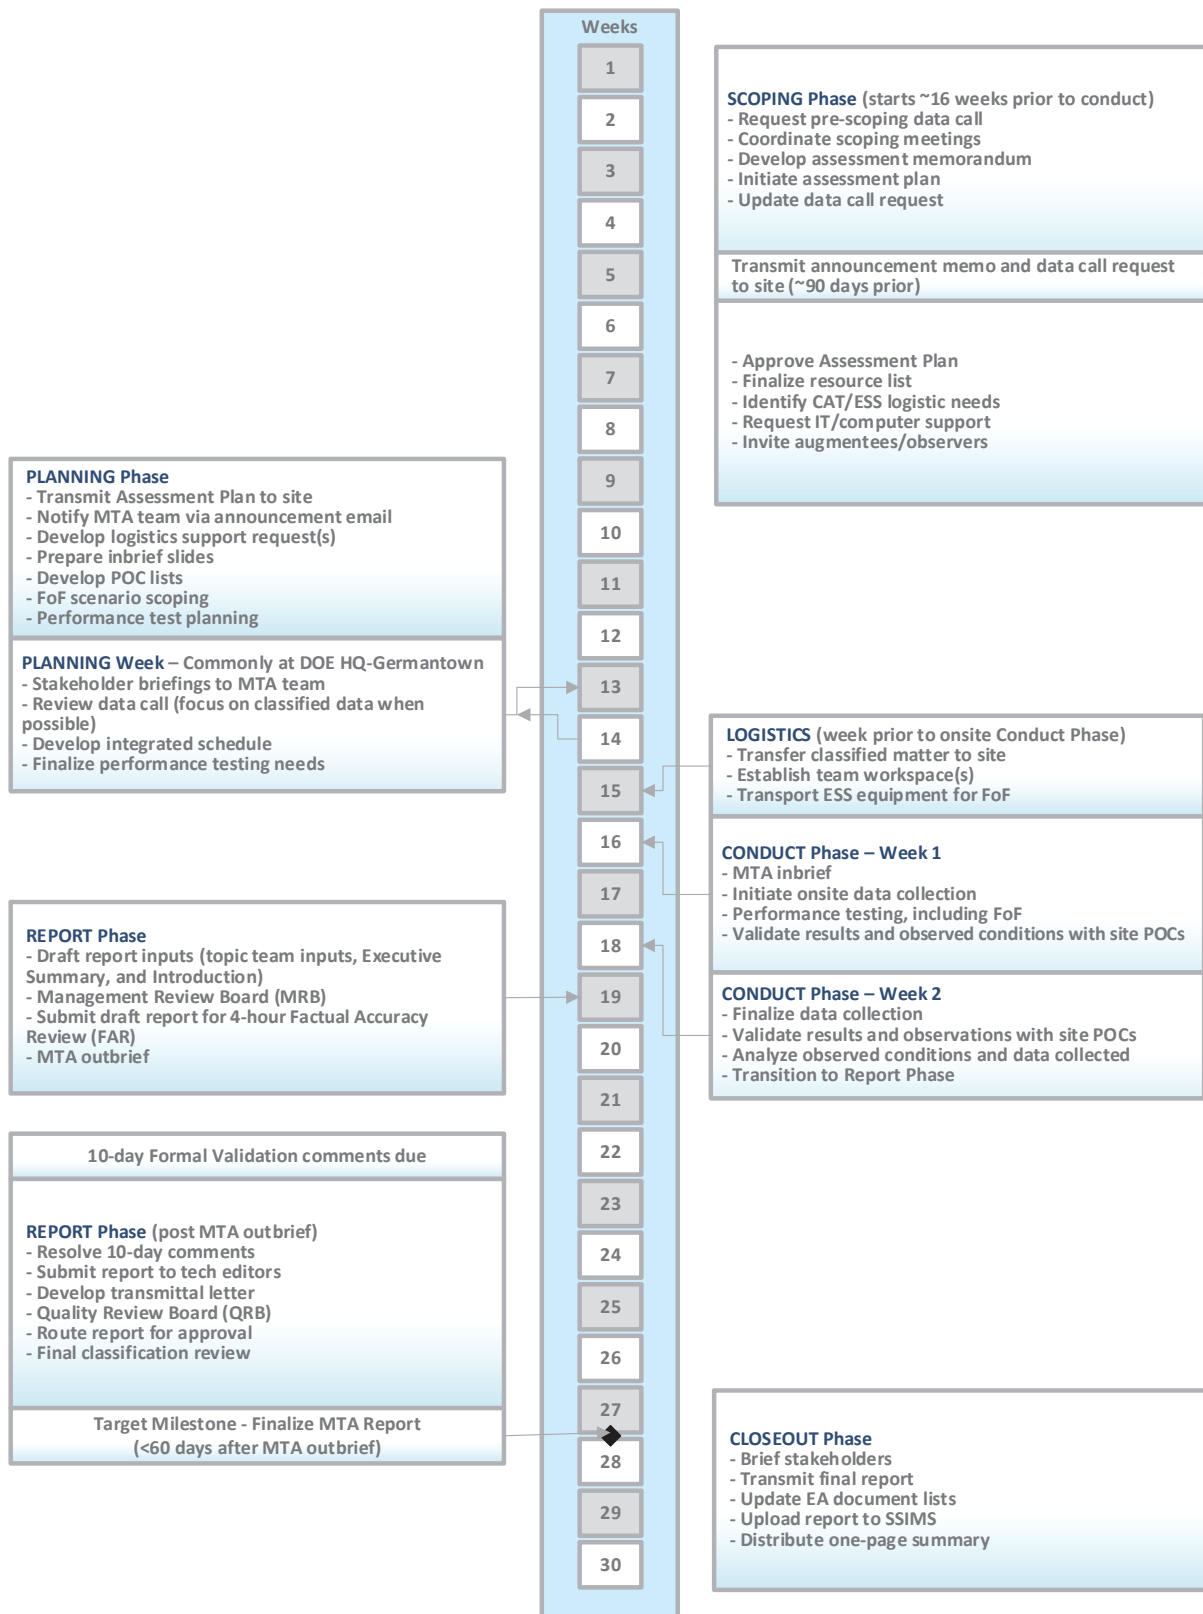 Weeks
1
2
3
4
5
6
7
8
9
10
11
12
13
14
15
16
17
18
19
20
21
22
23
24
25
26
27
28
29
30
SCOPING Phase (starts ~16 weeks prior to conduct)
- Request pre-scoping data call
- Coordinate scoping meetings
- Develop assessment memorandum
- Initiate assessment plan
- Update data call request
Transmit announcement memo and data call request
to site (~90 days prior)
- Approve Assessment Plan
- Finalize resource list
- Identify CAT/ESS logistic needs
- Request IT/computer support
- Invite augmentees/observers
PLANNING Phase
- Transmit Assessment Plan to site
- Notify MTA team via announcement email
- Develop logistics support request(s)
- Prepare inbrief slides
- Develop POC lists
- FoF scenario scoping
- Performance test planning
PLANNING Week – Commonly at DOE HQ-Germantown
- Stakeholder briefings to MTA team
- Review data call (focus on classified data when
possible)
- Develop integrated schedule
- Finalize performance testing needs
LOGISTICS (week prior to onsite Conduct Phase)
- Transfer classified matter to site
- Establish team workspace(s)
- Transport ESS equipment for FoF
CONDUCT Phase – Week 1
- MTA inbrief
- Initiate onsite data collection
- Performance testing, including FoF
- Validate results and observed conditions with site POCs
CONDUCT Phase – Week 2
- Finalize data collection
- Validate results and observations with site POCs
- Analyze observed conditions and data collected
- Transition to Report Phase
REPORT Phase
- Draft report inputs (topic team inputs, Executive
Summary, and Introduction)
- Management Review Board (MRB)
- Submit draft report for 4-hour Factual Accuracy
Review (FAR)
- MTA outbrief
10-day Formal Validation comments due
REPORT Phase (post MTA outbrief)
- Resolve 10-day comments
- Submit report to tech editors
- Develop transmittal letter
- Quality Review Board (QRB)
- Route report for approval
- Final classification review
Target Milestone - Finalize MTA Report
(<60 days after MTA outbrief)
CLOSEOUT Phase
- Brief stakeholders
- Transmit final report
- Update EA document lists
- Upload report to SSIMS
- Distribute one-page summary